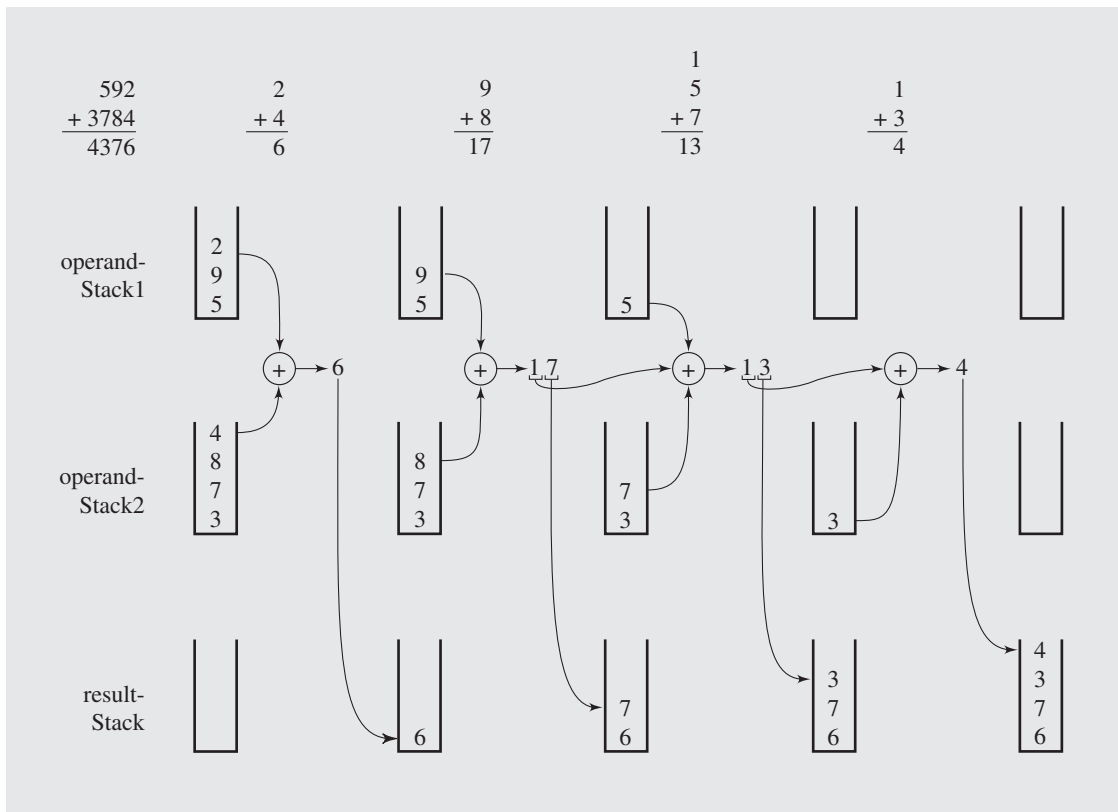 1
592 2 9 5 1
+ 3784 + 4 + 8 + 7 + 3
4376 6 17 13 4
operand-
Stack1
2 9 5
9 5
5
+ 6 + 1 7 + 1 3 + 4
operand-
Stack2
4
8 8
7 7 7
3 3 3 3
result-
Stack
4
3 3
7 7 7
6 6 6 6